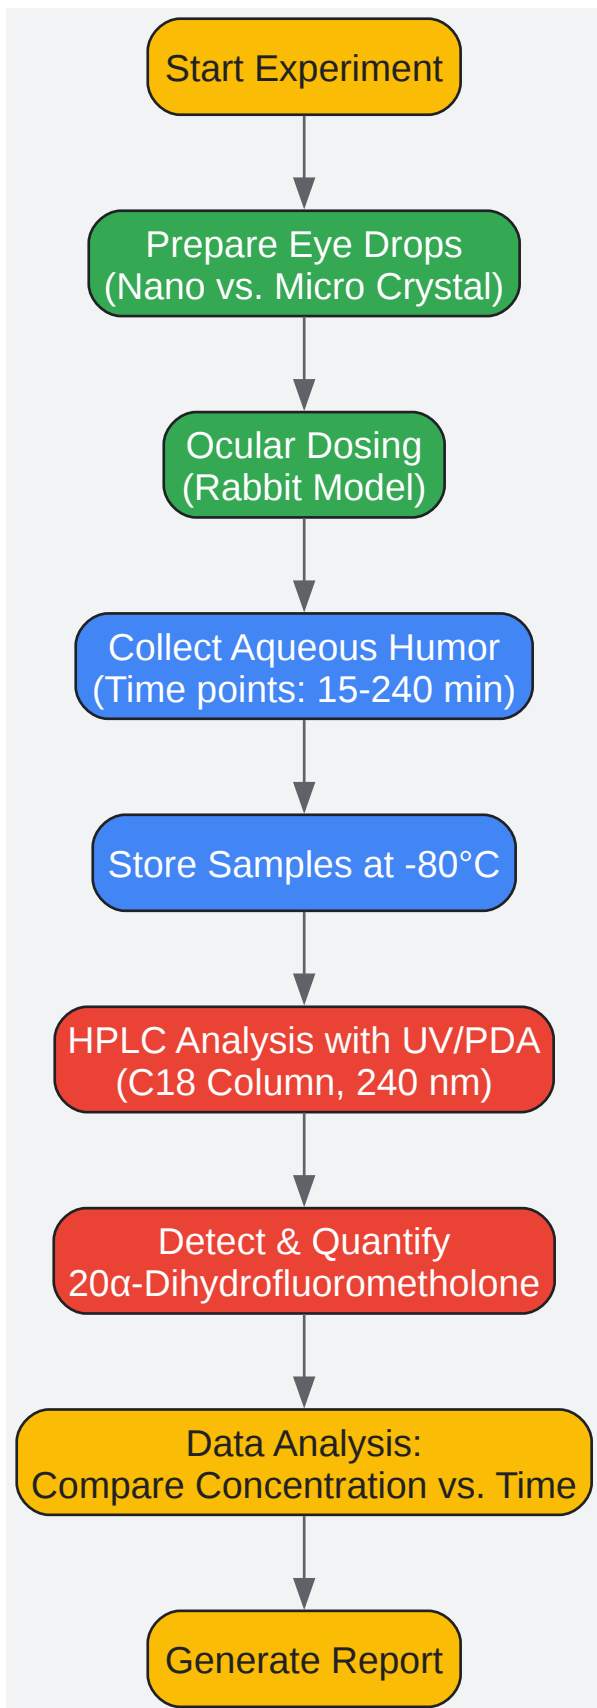 Start Experiment
Prepare Eye Drops
(Nano vs. Micro Crystal)
Ocular Dosing
(Rabbit Model)
Collect Aqueous Humor
(Time points: 15-240 min)
Store Samples at -80°C
HPLC Analysis with UV/PDA
(C18 Column, 240 nm)
Detect & Quantify
20α-Dihydrofluorometholone
Data Analysis:
Compare Concentration vs. Time
Generate Report